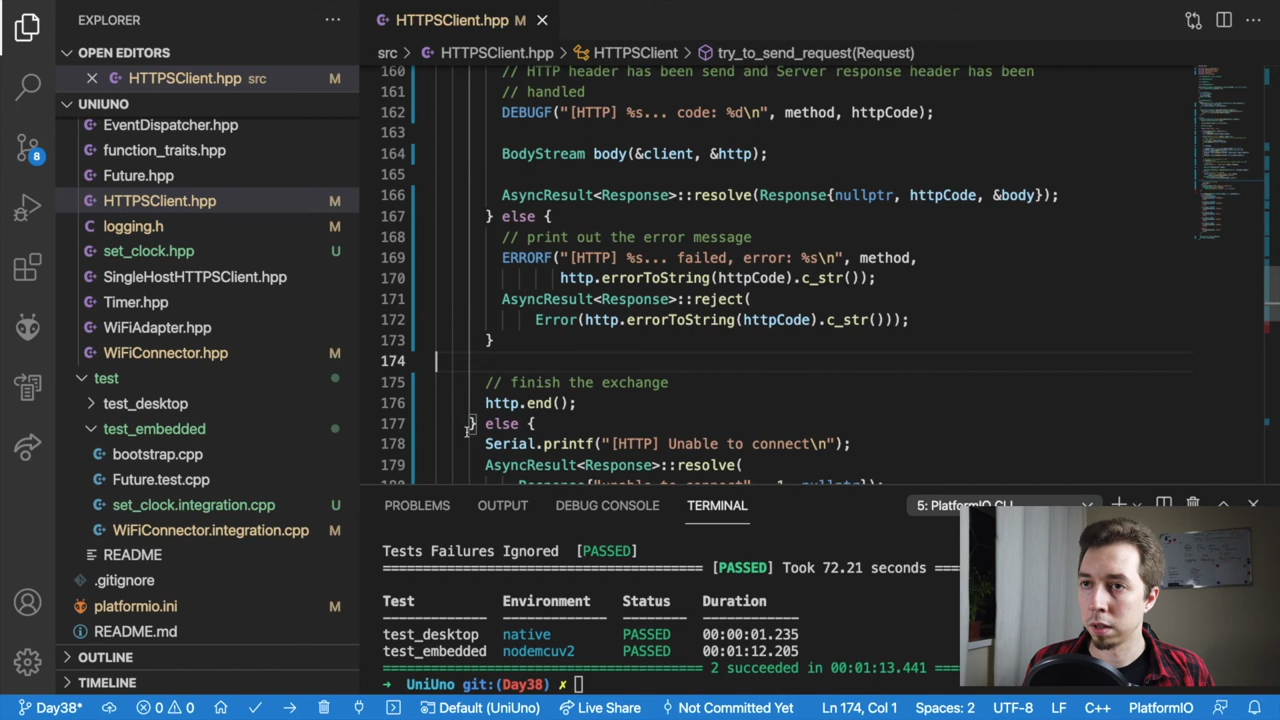 EXPLORER
OPEN EDITORS
HTTPSClient.hpp src M
UNIUNO
EventDispatcher.hpp
function_traits.hpp
Future.hpp
HTTPSClient.hpp M
logging.h M
set_clock.hpp U
SingleHostHTTPSClient.hpp
Timer.hpp
WiFiAdapter.hpp
WiFiConnector.hpp M
test
test_desktop
test_embedded
bootstrap.cpp
Future.test.cpp
set_clock.integration.cpp U
WiFiConnector.integration.cpp M
README
.gitignore
platformio.ini M
README.md
OUTLINE
TIMELINE
8
HTTPSClient.hpp M
src > HTTPSClient.hpp > HTTPSClient > try_to_send_request(Request)
160 // HTTP header has been send and Server response header has been
161 // handled
162 DEBUGF("[HTTP] %s... code: %d\n", method, httpCode);
163
164 BodyStream body(&client, &http);
165
166 AsyncResult<Response>::resolve(Response{nullptr, httpCode, &body});
167 } else {
168 // print out the error message
169 ERRORF("[HTTP] %s... failed, error: %s\n", method,
170 http.errorToString(httpCode).c_str());
171 AsyncResult<Response>::reject(
172 Error(http.errorToString(httpCode).c_str()));
173 }
174
175 // finish the exchange
176 http.end();
177 } else {
178 Serial.printf("[HTTP] Unable to connect\n");
179 AsyncResult<Response>::resolve(
PROBLEMS OUTPUT DEBUG CONSOLE TERMINAL 5: PlatformIO CLI
Tests Failures Ignored [PASSED]
[PASSED] Took 72.21 seconds
Test Environment Status Duration
test_desktop native PASSED 00:00:01.235
test_embedded nodemcuv2 PASSED 00:01:12.205
2 succeeded in 00:01:13.441
→ UniUno git:(Day38) ✗
Day38* 0 0 Default (UniUno) Live Share Not Committed Yet Ln 174, Col 1 Spaces: 2 UTF-8 LF C++ PlatformIO